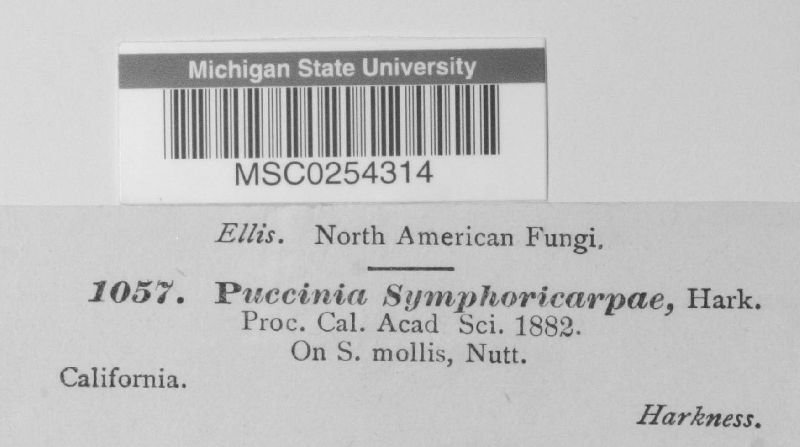 Michigan State University
MSC0254314
Ellis. North American Fungi.
1057. Puccinia Symphoricarpae, Hark.
Proc. Cal. Acad Sci. 1882.
On S. mollis, Nutt.
California.
Harkness.